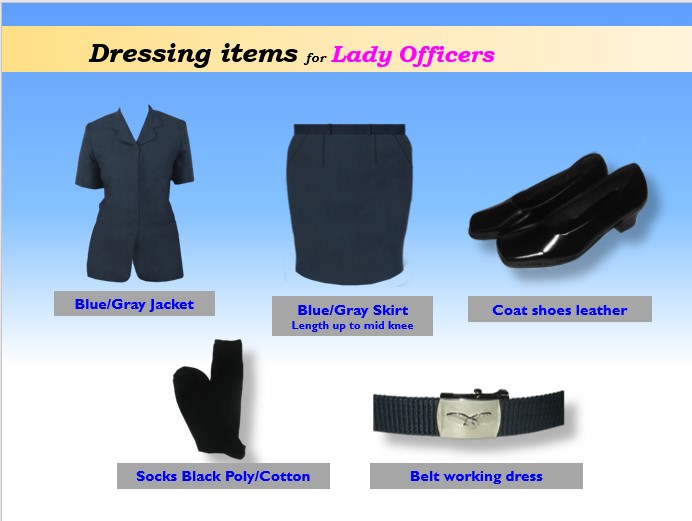 Dressing items for Lady Officers
Blue/Gray Jacket
Blue/Gray Skirt
Length up to mid knee
Coat shoes leather
Socks Black Poly/Cotton
Belt working dress